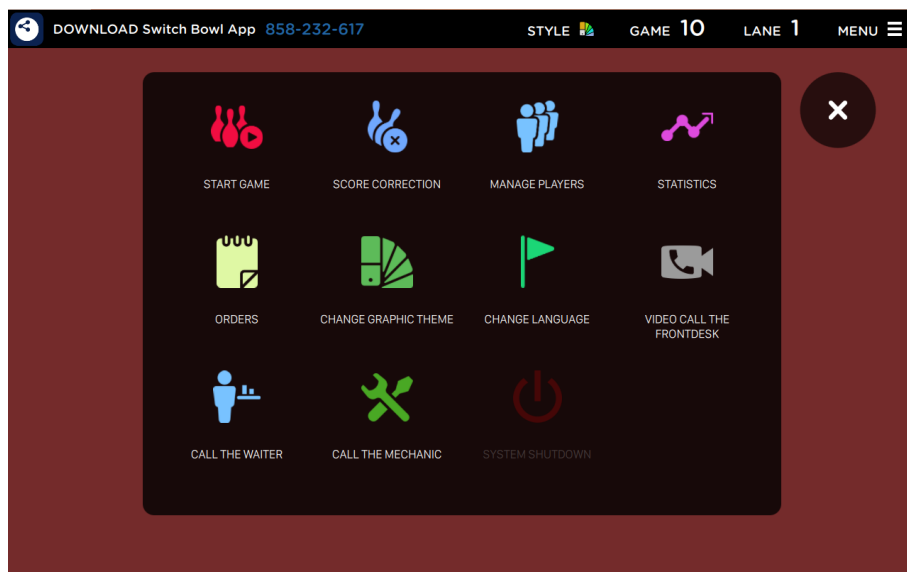 DOWNLOAD Switch Bowl App 858-232-617 STYLE GAME 10 LANE 1 MENU
START GAME SCORE CORRECTION MANAGE PLAYERS STATISTICS
ORDERS CHANGE GRAPHIC THEME CHANGE LANGUAGE VIDEO CALL THE
FRONTDESK
CALL THE WAITER CALL THE MECHANIC SYSTEM SHUTDOWN